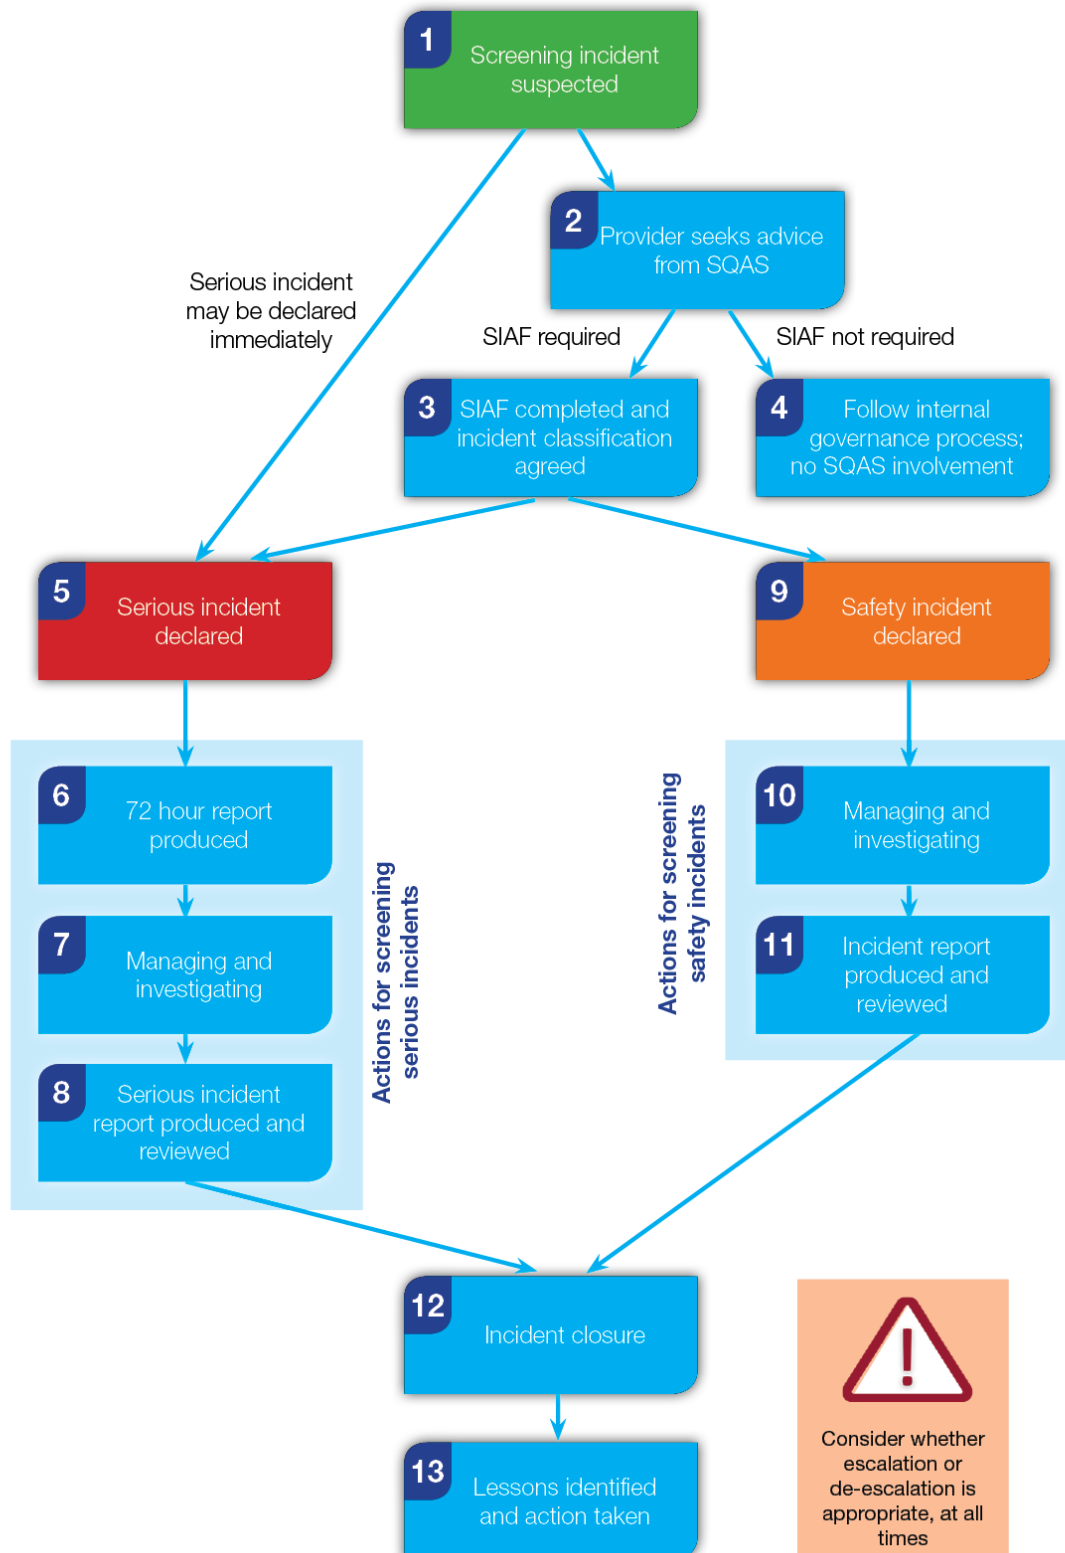 1
Screening incident
suspected
2
Provider seeks advice
from SQAS
Serious incident
may be declared
immediately
SIAF required
SIAF not required
3
SIAF completed and
incident classification
agreed
4
Follow internal
governance process;
no SQAS involvement
5
Serious incident
declared
9
Safety incident
declared
6
72 hour report
produced
7
Managing and
investigating
8
Serious incident
report produced and
reviewed
Actions for screening
serious incidents
Actions for screening
safety incidents
10
Managing and
investigating
11
Incident report
produced and
reviewed
12
Incident closure
13
Lessons identified
and action taken
!
Consider whether
escalation or
de-escalation is
appropriate, at all
times